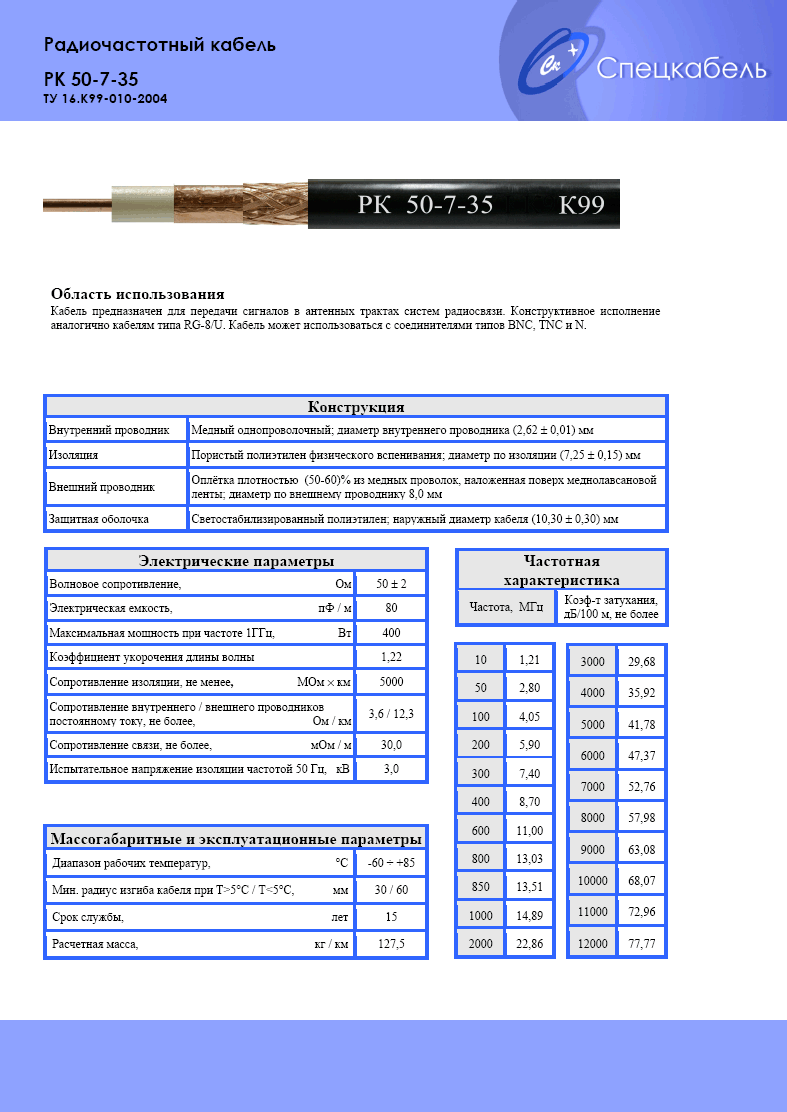 Радиочастотный кабель
РК 50-7-35
ТУ 16.К99-010-2004
Ск
Спецкабель
РК 50-7-35 К99
Область использования
Кабель предназначен для передачи сигналов в антенных трактах систем радиосвязи. Конструктивное исполнение
аналогично кабелям типа RG-8/U. Кабель может использоваться с соединителями типов BNC, TNC и N.
Конструкция
Внутренний проводник Медный однопроволочный; диаметр внутреннего проводника (2,62 ± 0,01) мм
Изоляция Пористый полиэтилен физического вспенивания; диаметр по изоляции (7,25 ± 0,15) мм
Внешний проводник Оплётка плотностью (50-60)% из медных проволок, наложенная поверх меднолавсановой
ленты; диаметр по внешнему проводнику 8,0 мм
Защитная оболочка Светостабилизированный полиэтилен; наружный диаметр кабеля (10,30 ± 0,30) мм
Электрические параметры
Волновое сопротивление, Ом 50 ± 2
Электрическая емкость, пФ / м 80
Максимальная мощность при частоте 1ГГц, Вт 400
Коэффициент укорочения длины волны 1,22
Сопротивление изоляции, не менее, МОм × км 5000
Сопротивление внутреннего / внешнего проводников
постоянному току, не более, Ом / км 3,6 / 12,3
Сопротивление связи, не более, мОм / м 30,0
Испытательное напряжение изоляции частотой 50 Гц, кВ 3,0
Массогабаритные и эксплуатационные параметры
Диапазон рабочих температур, °С -60 ÷ +85
Мин. радиус изгиба кабеля при Т>5°С / Т<5°С, мм 30 / 60
Срок службы, лет 15
Расчетная масса, кг / км 127,5
Частотная
характеристика
Частота, МГц Коэф-т затухания,
дБ/100 м, не более
10 1,21
50 2,80
100 4,05
200 5,90
300 7,40
400 8,70
600 11,00
800 13,03
850 13,51
1000 14,89
2000 22,86
3000 29,68
4000 35,92
5000 41,78
6000 47,37
7000 52,76
8000 57,98
9000 63,08
10000 68,07
11000 72,96
12000 77,77